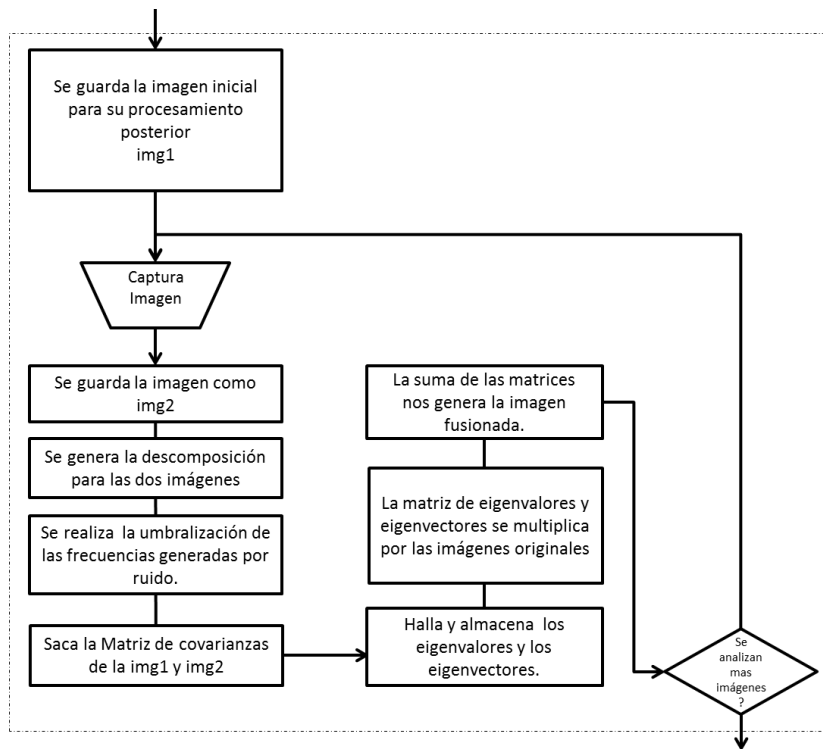 Se guarda la imagen inicial
para su procesamiento
posterior
img1
Captura
Imagen
Se guarda la imagen como
img2
Se genera la descomposición
para las dos imágenes
Se realiza la umbralización de
las frecuencias generadas por
ruido.
Saca la Matriz de covarianzas
de la img1 y img2
La suma de las matrices
nos genera la imagen
fusionada.
La matriz de eigenvalores y
eigenvectores se multiplica
por las imágenes originales
Halla y almacena los
eigenvalores y los
eigenvectores.
Se
analizan
mas
imágenes
?